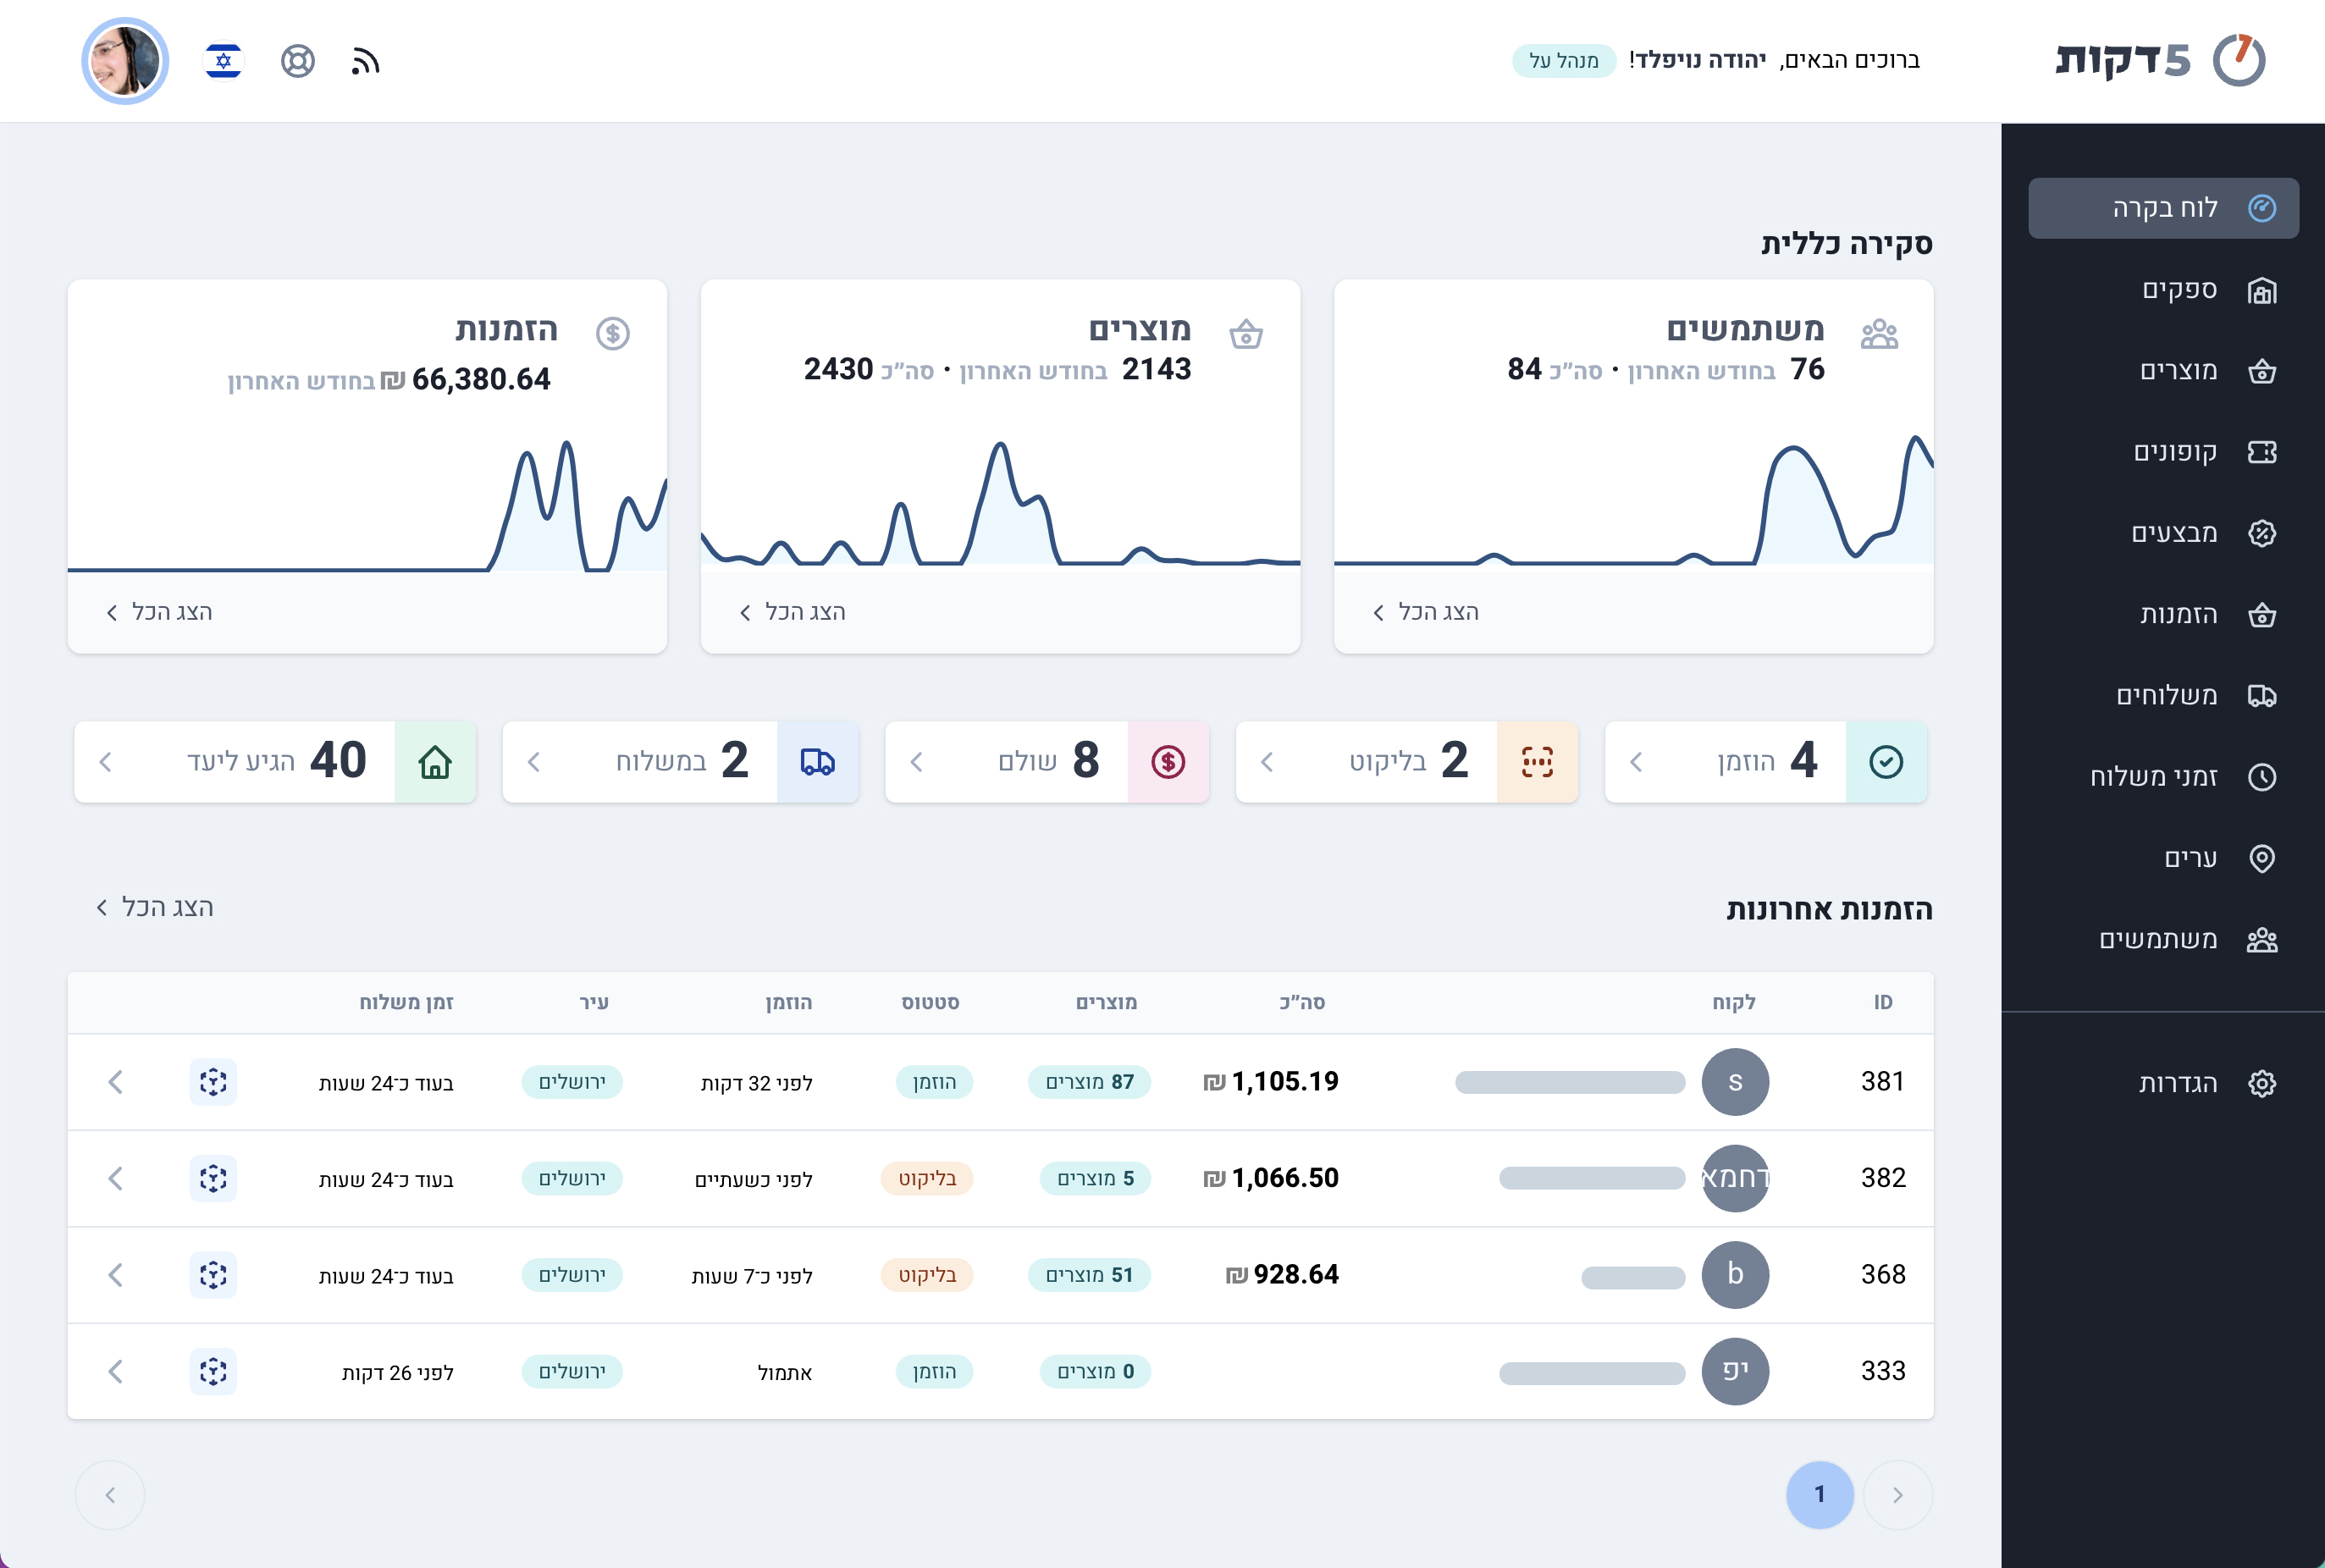 5דקות
ברוכים הבאים, יהודה נויפלד! מנהל על
לוח בקרה
ספקים
מוצרים
קופונים
מבצעים
הזמנות
משלוחים
זמני משלוח
ערים
משתמשים
הגדרות
סקירה כללית
משתמשים
76 בחודש האחרון • סה״כ 84
הצג הכל
מוצרים
2143 בחודש האחרון • סה״כ 2430
הצג הכל
הזמנות
66,380.64 ₪ בחודש האחרון
הצג הכל
4 הוזמן
2 בליקוט
8 שולם
2 במשלוח
40 הגיע ליעד
הזמנות אחרונות
הצג הכל
ID לקוח סה״כ מוצרים סטטוס הוזמן עיר זמן משלוח
381 s 1,105.19 ₪ 87 מוצרים הוזמן לפני 32 דקות ירושלים בעוד כ־24 שעות
382 דחמא 1,066.50 ₪ 5 מוצרים בליקוט לפני כשעתיים ירושלים בעוד כ־24 שעות
368 b 928.64 ₪ 51 מוצרים בליקוט לפני כ־7 שעות ירושלים בעוד כ־24 שעות
333 יפ 0 מוצרים הוזמן אתמול ירושלים לפני 26 דקות
1